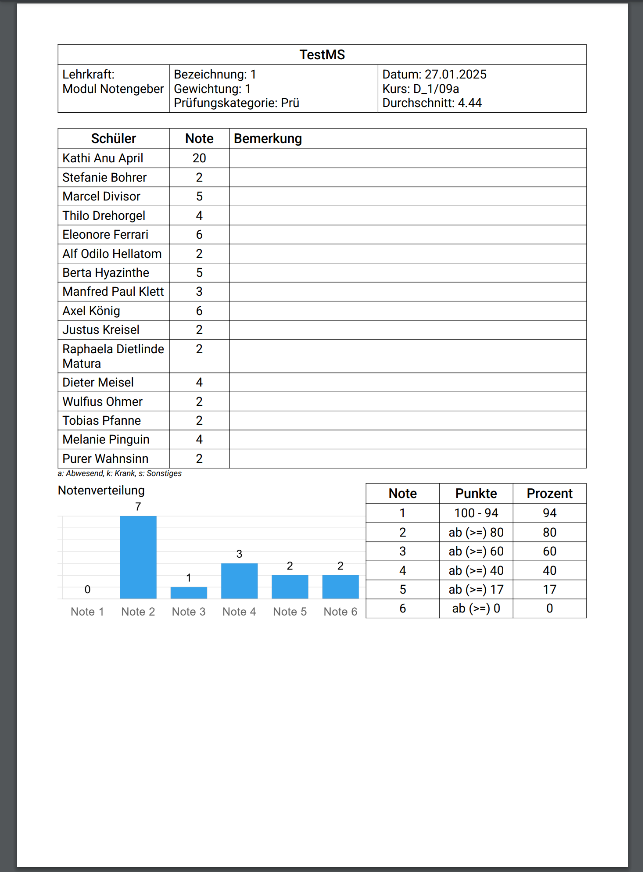 TestMS
Lehrkraft:
Modul Notengeber
Bezeichnung: 1
Gewichtung: 1
Prüfungskategorie: Prü
Datum: 27.01.2025
Kurs: D_1/09a
Durchschnitt: 4.44
Schüler Note Bemerkung
Kathi Anu April 20
Stefanie Bohrer 2
Marcel Divisor 5
Thilo Drehorgel 4
Eleonore Ferrari 6
Alf Odilo Hellatom 2
Berta Hyazinthe 5
Manfred Paul Klett 3
Axel König 6
Justus Kreisel 2
Raphaela Dietlinde 2
Matura
Dieter Meisel 4
Wulfius Ohmer 2
Tobias Pfanne 2
Melanie Pinguin 4
Purer Wahnsinn 2
a: Abwesend, k: Krank, s: Sonstiges
Notenverteilung
0 7 1 3 2 2
Note 1 Note 2 Note 3 Note 4 Note 5 Note 6
Note Punkte Prozent
1 100 - 94 94
2 ab (>=) 80 80
3 ab (>=) 60 60
4 ab (>=) 40 40
5 ab (>=) 17 17
6 ab (>=) 0 0